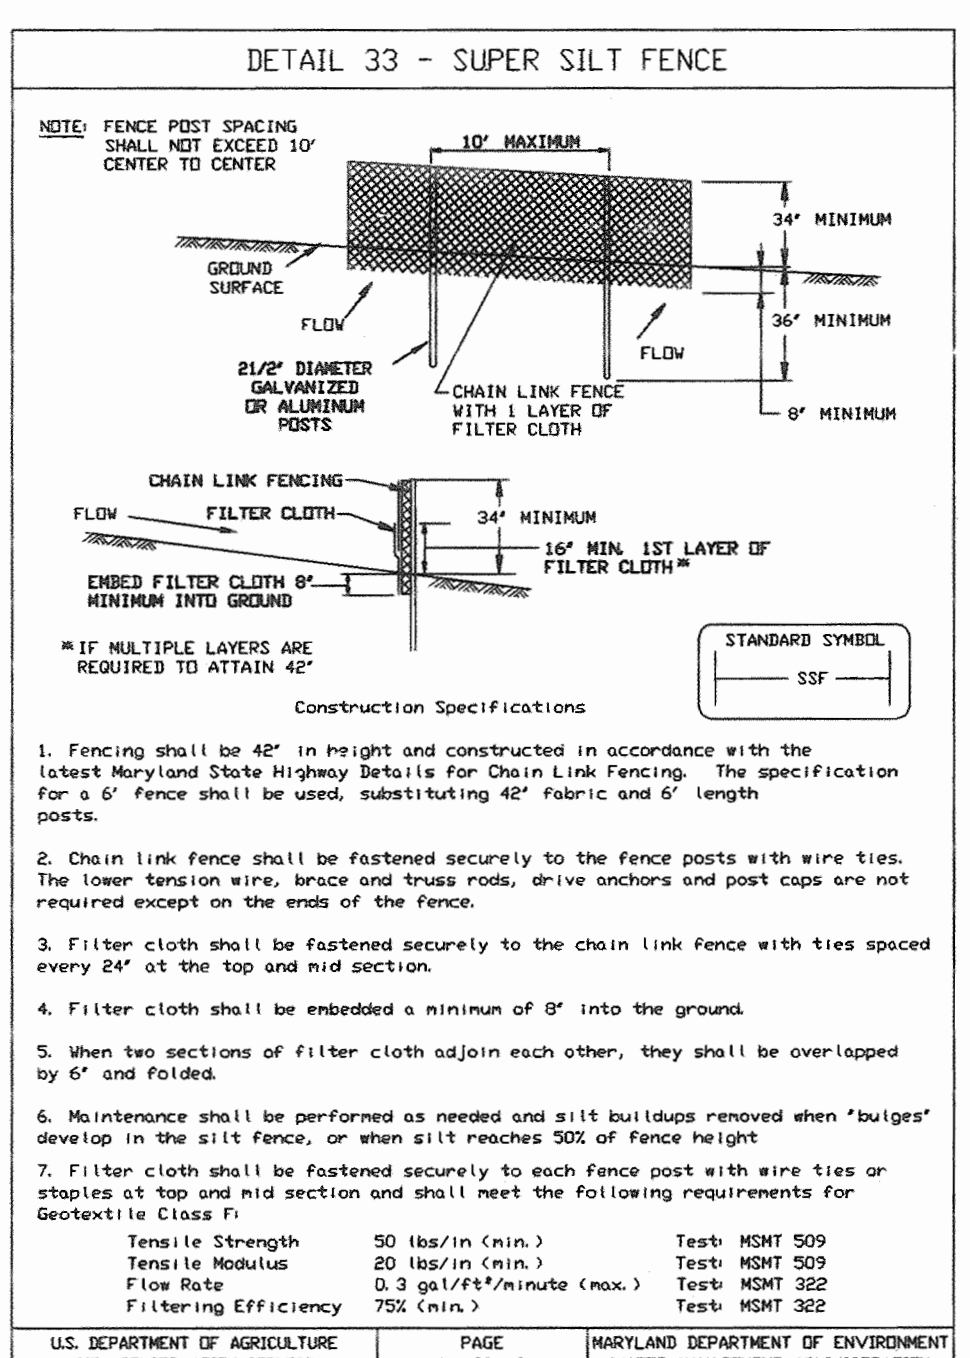 DETAIL 33 - SUPER SILT FENCE
NOTE: FENCE POST SPACING
SHALL NOT EXCEED 10'
CENTER TO CENTER
10' MAXIMUM
34" MINIMUM
GROUND
SURFACE
FLOW
36" MINIMUM
FLOW
21/2" DIAMETER
GALVANIZED
OR ALUMINUM
POSTS
CHAIN LINK FENCE
WITH 1 LAYER OF
FILTER CLOTH
8" MINIMUM
CHAIN LINK FENCING
FLOW
FILTER CLOTH
34" MINIMUM
16" MIN. 1ST LAYER OF
FILTER CLOTH*
EMBED FILTER CLOTH 8"
MINIMUM INTO GROUND
*IF MULTIPLE LAYERS ARE
REQUIRED TO ATTAIN 42"
STANDARD SYMBOL
SSF
Construction Specifications
1. Fencing shall be 42" in height and constructed in accordance with the
latest Maryland State Highway Details for Chain Link Fencing. The specification
for a 6' fence shall be used, substituting 42" fabric and 6' length
posts.
2. Chain link fence shall be fastened securely to the fence posts with wire ties.
The lower tension wire, brace and truss rods, drive anchors and post caps are not
required except on the ends of the fence.
3. Filter cloth shall be fastened securely to the chain link fence with ties spaced
every 24" at the top and mid section.
4. Filter cloth shall be embedded a minimum of 8" into the ground.
5. When two sections of filter cloth adjoin each other, they shall be overlapped
by 6" and folded.
6. Maintenance shall be performed as needed and silt buildups removed when "bulges"
develop in the silt fence, or when silt reaches 50% of fence height
7. Filter cloth shall be fastened securely to each fence post with wire ties or
staples at top and mid section and shall meet the following requirements for
Geotextile Class F:
Tensile Strength 50 lbs/in (min.) Test: MSMT 509
Tensile Modulus 20 lbs/in (min.) Test: MSMT 509
Flow Rate 0.3 gal/ft²/minute (max.) Test: MSMT 322
Filtering Efficiency 75% (min.) Test: MSMT 322
U.S. DEPARTMENT OF AGRICULTURE PAGE MARYLAND DEPARTMENT OF ENVIRONMENT